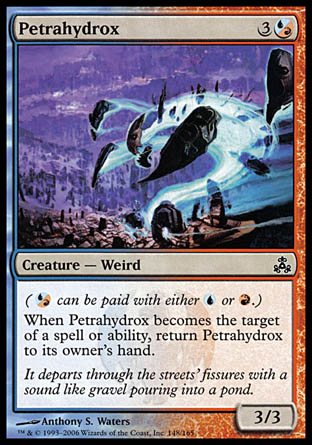 Petrahydrox 3
Creature — Weird
( can be paid with either or .)
When Petrahydrox becomes the target
of a spell or ability, return Petrahydrox
to its owner's hand.
It departs through the streets' fissures with a
sound like gravel pouring into a pond.
3/3
Anthony S. Waters
™ & © 1993–2006 Wizards of the Coast, Inc. 148/165